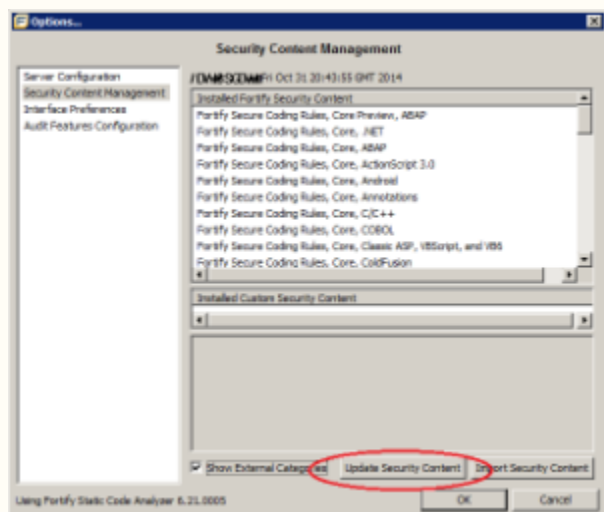 Options...
Security Content Management
Server Configuration
Security Content Management
Interface Preferences
Audit Features Configuration
Fri Oct 31 20:43:55 GMT 2014
Installed Fortify Security Content
Fortify Secure Coding Rules, Core Preview, ABAP
Fortify Secure Coding Rules, Core, .NET
Fortify Secure Coding Rules, Core, ABAP
Fortify Secure Coding Rules, Core, ActionScript 3.0
Fortify Secure Coding Rules, Core, Android
Fortify Secure Coding Rules, Core, Annotations
Fortify Secure Coding Rules, Core, C/C++
Fortify Secure Coding Rules, Core, COBOL
Fortify Secure Coding Rules, Core, Classic ASP, VBScript, and VB6
Fortify Secure Coding Rules, Core, ColdFusion
Installed Custom Security Content
Show External Categories
Update Security Content
Import Security Content
Using Fortify Static Code Analyzer 6.21.0005
OK
Cancel